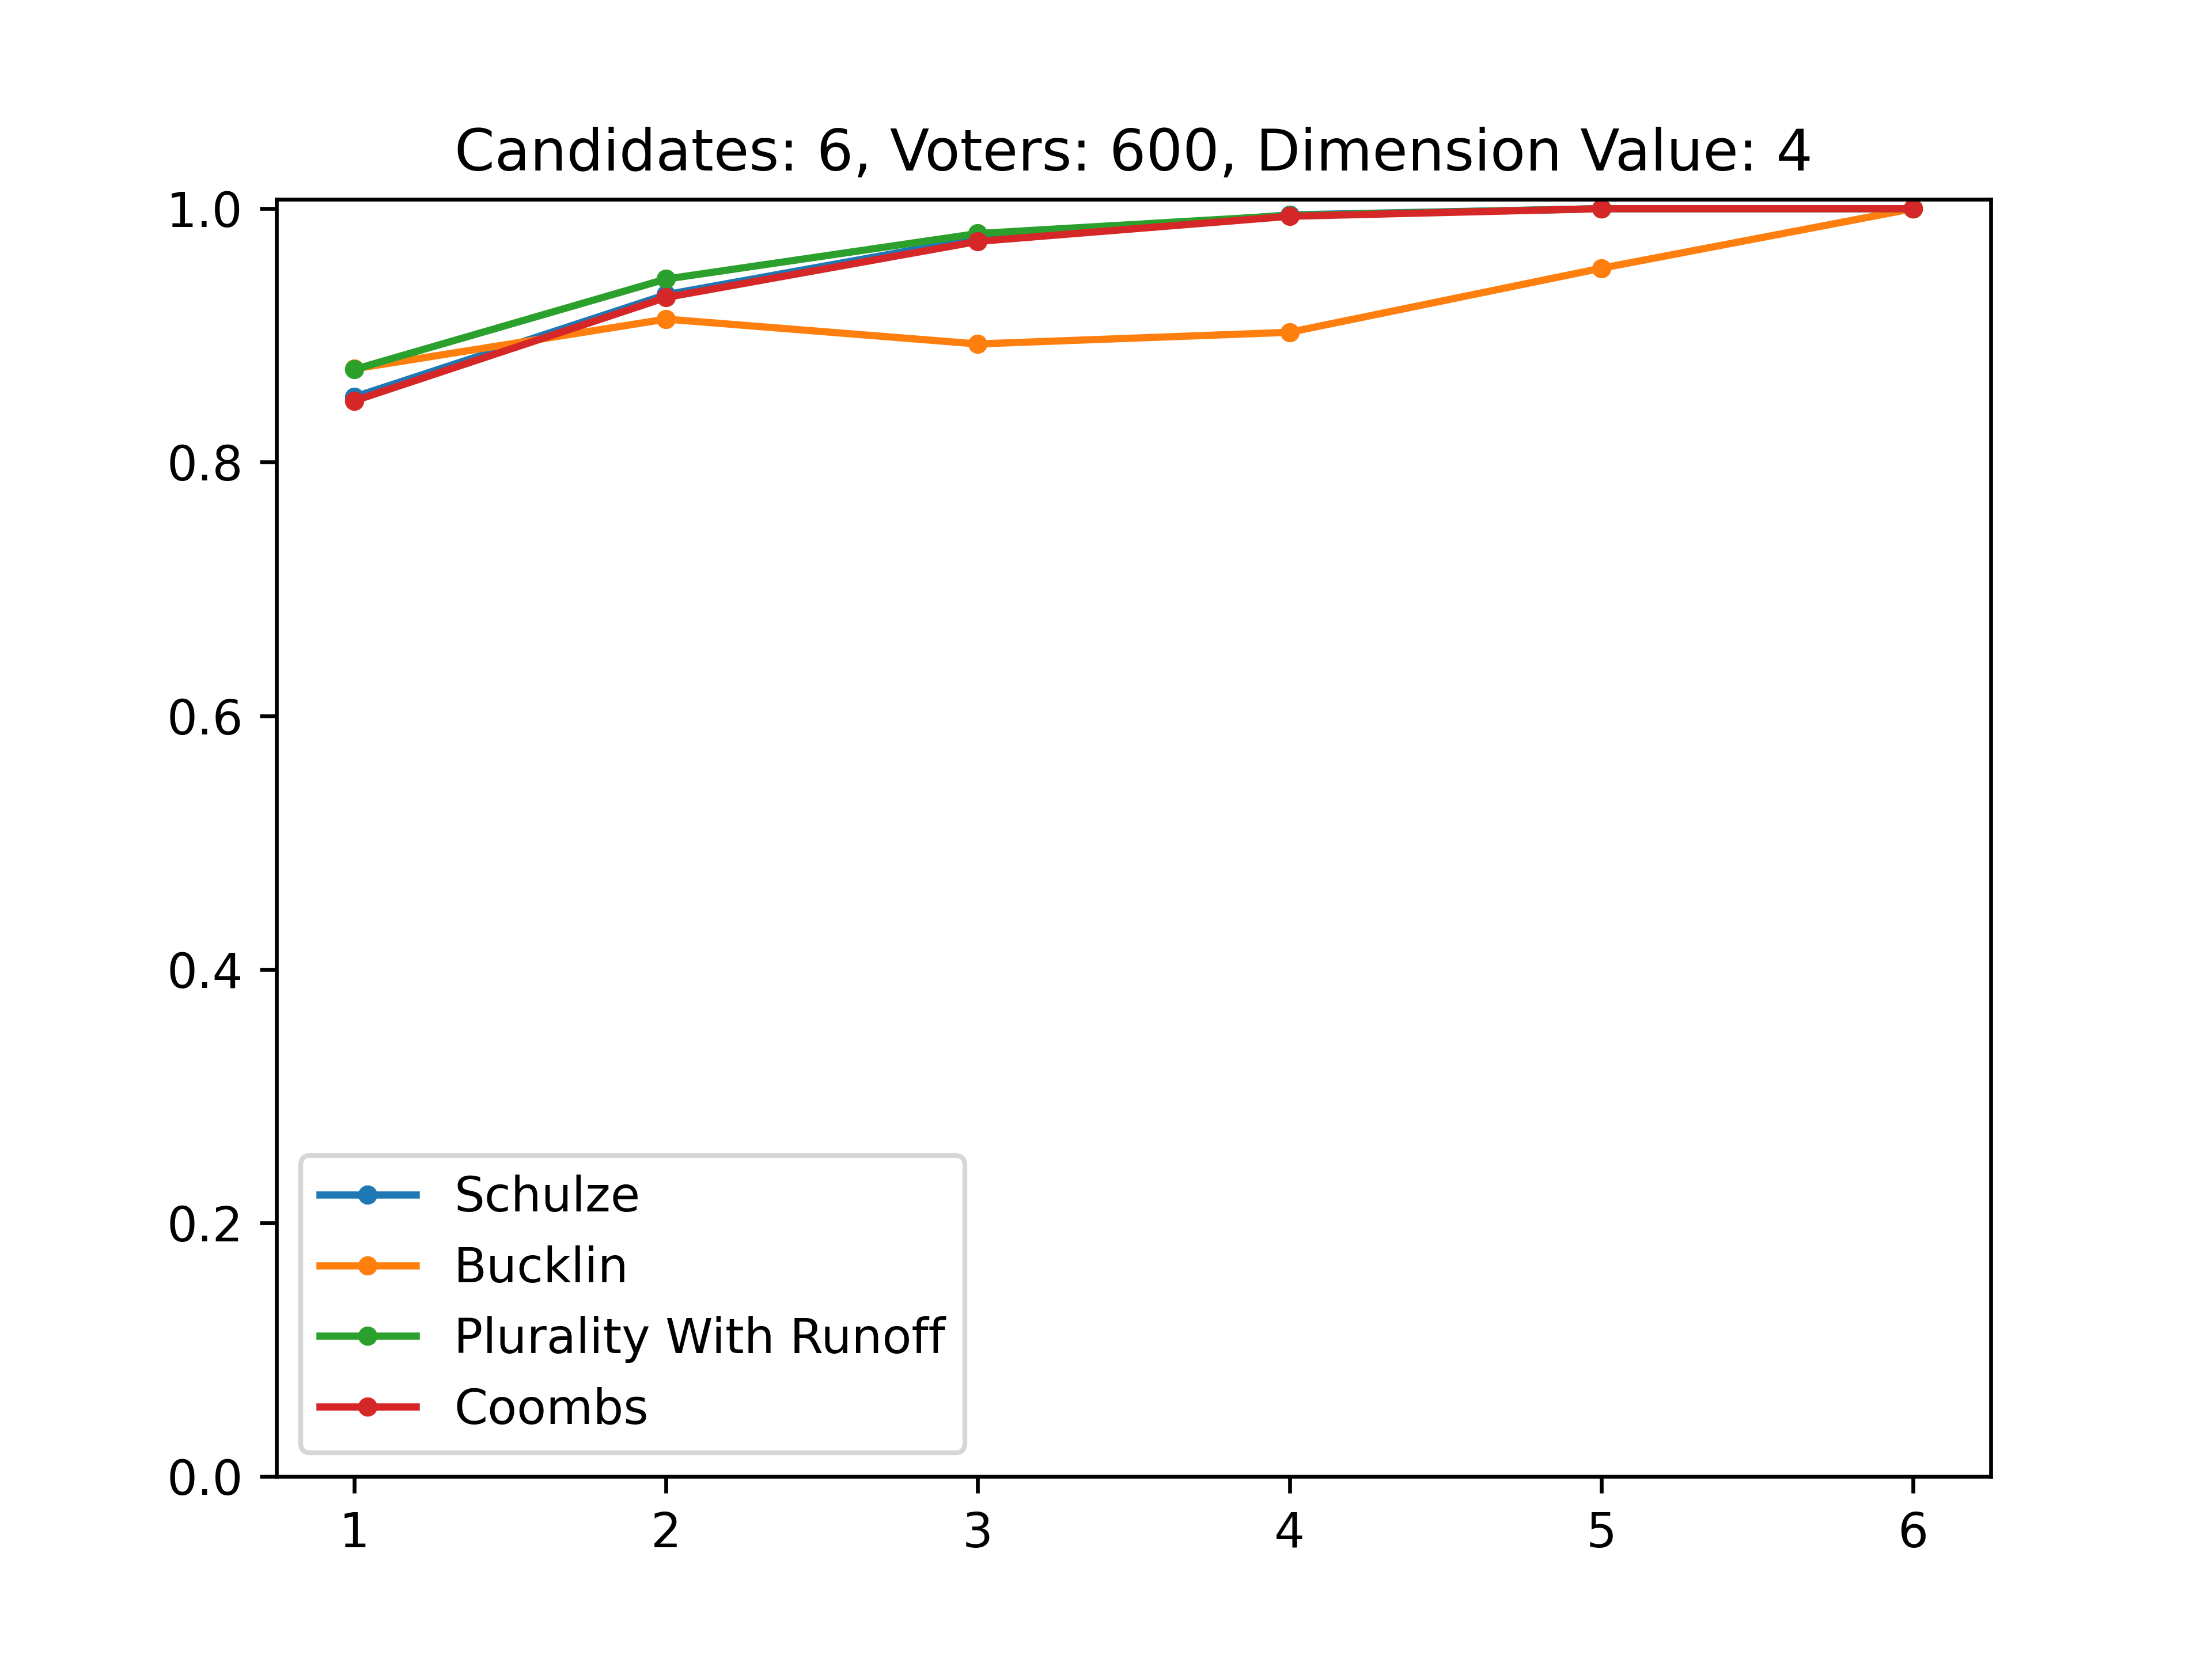 Candidates: 6, Voters: 600, Dimension Value: 4
1.0
0.8
0.6
0.4
0.2
0.0
Schulze
Bucklin
Plurality With Runoff
Coombs
1 2 3 4 5 6